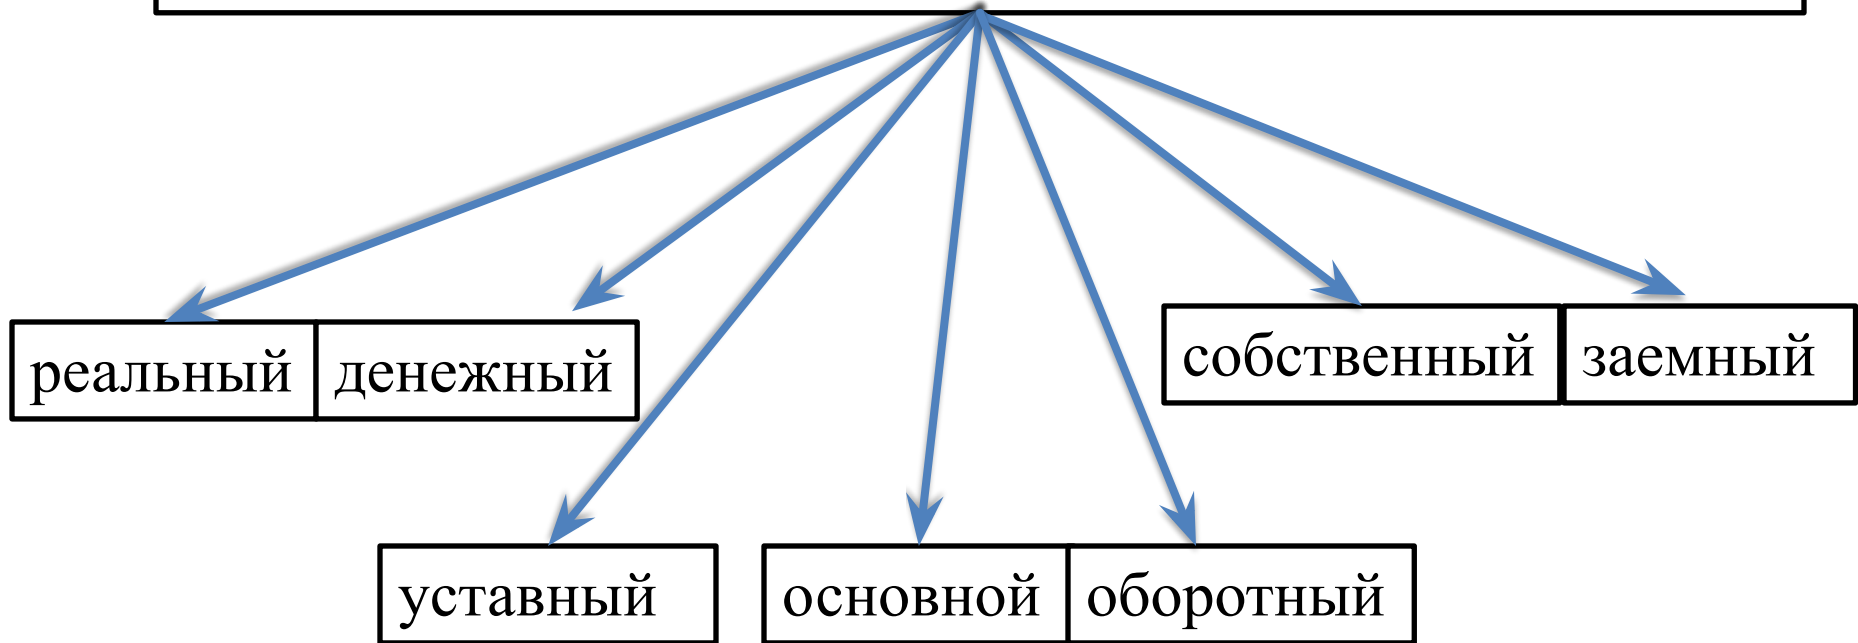 реальный денежный
собственный заемный
уставный основной оборотный